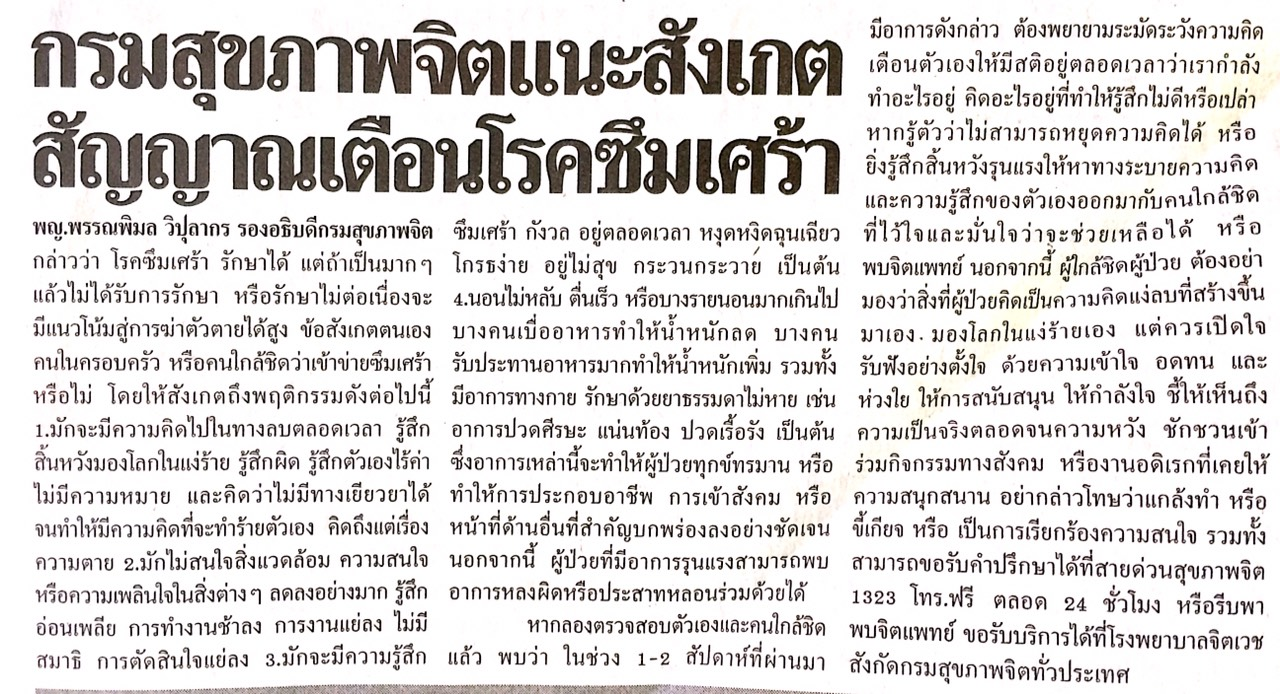 กรมสุขภาพจิตแนะสังเกต
สัญญาณเตือนโรคซึมเศร้า
พญ.พรรณพิมล วิปุลากร รองอธิบดีกรมสุขภาพจิต
กล่าวว่า โรคซึมเศร้า รักษาได้ แต่ถ้าเป็นมากๆ
แล้วไม่ได้รับการรักษา หรือรักษาไม่ต่อเนื่องจะ
มีแนวโน้มสู่การฆ่าตัวตายได้สูง ข้อสังเกตตนเอง
คนในครอบครัว หรือคนใกล้ชิดว่าเข้าข่ายซึมเศร้า
หรือไม่ โดยให้สังเกตถึงพฤติกรรมดังต่อไปนี้
1.มักจะมีความคิดไปในทางลบตลอดเวลา รู้สึก
สิ้นหวังมองโลกในแง่ร้าย รู้สึกผิด รู้สึกตัวเองไร้ค่า
ไม่มีความหมาย และคิดว่าไม่มีทางเยียวยาได้
จนทำให้มีความคิดที่จะทำร้ายตัวเอง คิดถึงแต่เรื่อง
ความตาย 2.มักไม่สนใจสิ่งแวดล้อม ความสนใจ
หรือความเพลินใจในสิ่งต่างๆ ลดลงอย่างมาก รู้สึก
อ่อนเพลีย การทำงานช้าลง การงานแย่ลง ไม่มี
สมาธิ การตัดสินใจแย่ลง 3.มักจะมีความรู้สึก
ซึมเศร้า กังวล อยู่ตลอดเวลา หงุดหงิดฉุนเฉียว
โกรธง่าย อยู่ไม่สุข กระวนกระวาย เป็นต้น
4.นอนไม่หลับ ตื่นเร็ว หรือบางรายนอนมากเกินไป
บางคนเบื่ออาหารทำให้น้ำหนักลด บางคน
รับประทานอาหารมากทำให้น้ำหนักเพิ่ม รวมทั้ง
มีอาการทางกาย รักษาด้วยยาธรรมดาไม่หาย เช่น
อาการปวดศีรษะ แน่นท้อง ปวดเรื้อรัง เป็นต้น
ซึ่งอาการเหล่านี้จะทำให้ผู้ป่วยทุกข์ทรมาน หรือ
ทำให้การประกอบอาชีพ การเข้าสังคม หรือ
หน้าที่ด้านอื่นที่สำคัญบกพร่องลงอย่างชัดเจน
นอกจากนี้ ผู้ป่วยที่มีอาการรุนแรงสามารถพบ
อาการหลงผิดหรือประสาทหลอนร่วมด้วยได้
หากลองตรวจสอบตัวเองและคนใกล้ชิด
แล้ว พบว่า ในช่วง 1-2 สัปดาห์ที่ผ่านมา
มีอาการดังกล่าว ต้องพยายามระมัดระวังความคิด
เตือนตัวเองให้มีสติอยู่ตลอดเวลาว่าเรากำลัง
ทำอะไรอยู่ คิดอะไรอยู่ที่ทำให้รู้สึกไม่ดีหรือเปล่า
หากรู้ตัวว่าไม่สามารถหยุดความคิดได้ หรือ
ยิ่งรู้สึกสิ้นหวังรุนแรงให้หาทางระบายความคิด
และความรู้สึกของตัวเองออกมากับคนใกล้ชิด
ที่ไว้ใจและมั่นใจว่าจะช่วยเหลือได้ หรือ
พบจิตแพทย์ นอกจากนี้ ผู้ใกล้ชิดผู้ป่วย ต้องอย่า
มองว่าสิ่งที่ผู้ป่วยคิดเป็นความคิดแง่ลบที่สร้างขึ้น
มาเอง มองโลกในแง่ร้ายเอง แต่ควรเปิดใจ
รับฟังอย่างตั้งใจ ด้วยความเข้าใจ อดทน และ
ห่วงใย ให้การสนับสนุน ให้กำลังใจ ชี้ให้เห็นถึง
ความเป็นจริงตลอดจนความหวัง ชักชวนเข้า
ร่วมกิจกรรมทางสังคม หรืองานอดิเรกที่เคยให้
ความสนุกสนาน อย่ากล่าวโทษว่าแกล้งทำ หรือ
ขี้เกียจ หรือ เป็นการเรียกร้องความสนใจ รวมทั้ง
สามารถขอรับคำปรึกษาได้ที่สายด่วนสุขภาพจิต
1323 โทร.ฟรี ตลอด 24 ชั่วโมง หรือรีบพา
พบจิตแพทย์ ขอรับบริการได้ที่โรงพยาบาลจิตเวช
สังกัดกรมสุขภาพจิตทั่วประเทศ